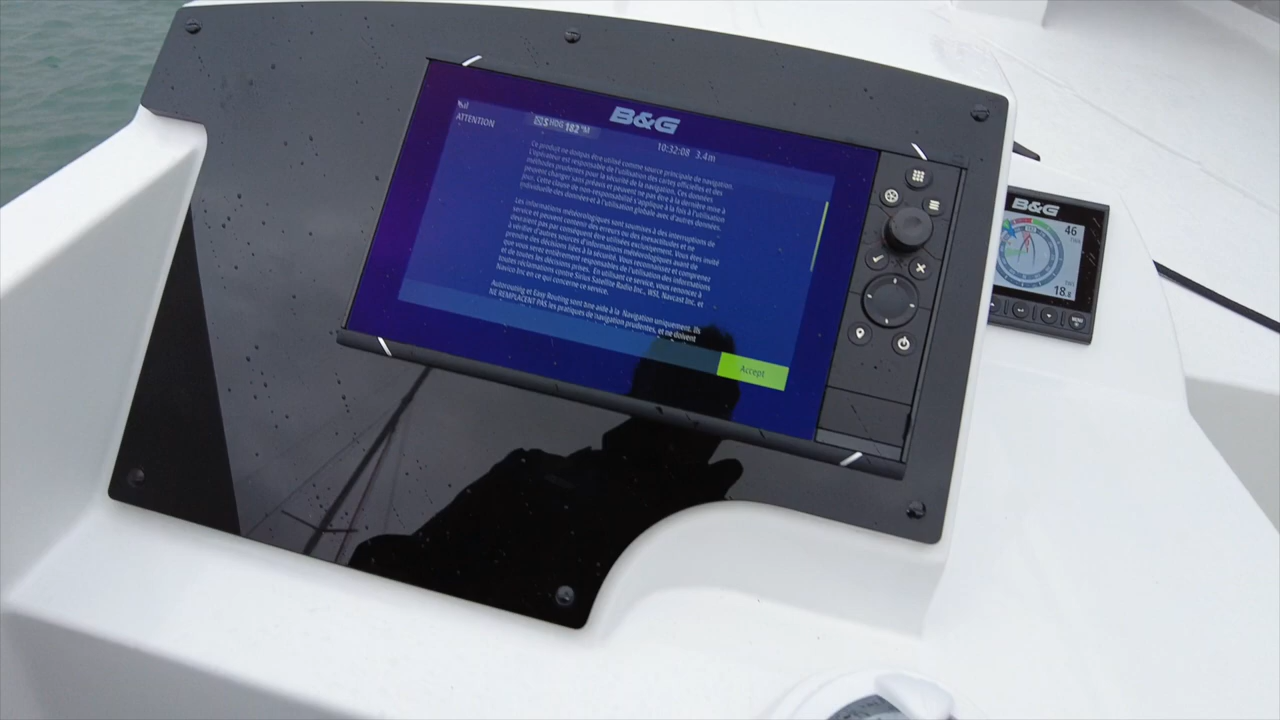 B&G
ATTENTION
HDG 182 °M
10:32:08 3.4m
Ce produit ne doitpas être utilisé comme source principale de navigation.
L'opérateur est responsable de l'utilisation des cartes officielles et des
méthodes prudentes pour la sécurité de la navigation. Ces données
peuvent changer sans préavis et peuvent ne pas être à la dernière mise à
jour. Cette clause de non-responsabilité s'applique à la fois à l'utilisation
individuelle des données et à l'utilisation globale avec d'autres données.
Les informations météorologiques sont soumises à des interruptions de
service et peuvent contenir des erreurs ou des inexactitudes et ne
devraient pas par conséquent être utilisées exclusivement. Vous êtes invité
à vérifier d'autres sources d'informations météorologiques avant de
prendre des décisions liées à la sécurité. Vous reconnaissez et comprenez
que vous serez entièrement responsables de l'utilisation des informations
et de toutes les décisions prises. En utilisant ce service, vous renoncez à
toutes réclamations contre Sirius Satellite Radio Inc., WSI, Navcast Inc. et
Navico Inc en ce qui concerne ce service.
Autorouting et Easy Routing sont une aide à la Navigation uniquement. Ils
NE REMPLACENT PAS les pratiques de navigation prudentes, et ne doivent
Accept
B&G
46
18.8
MENU